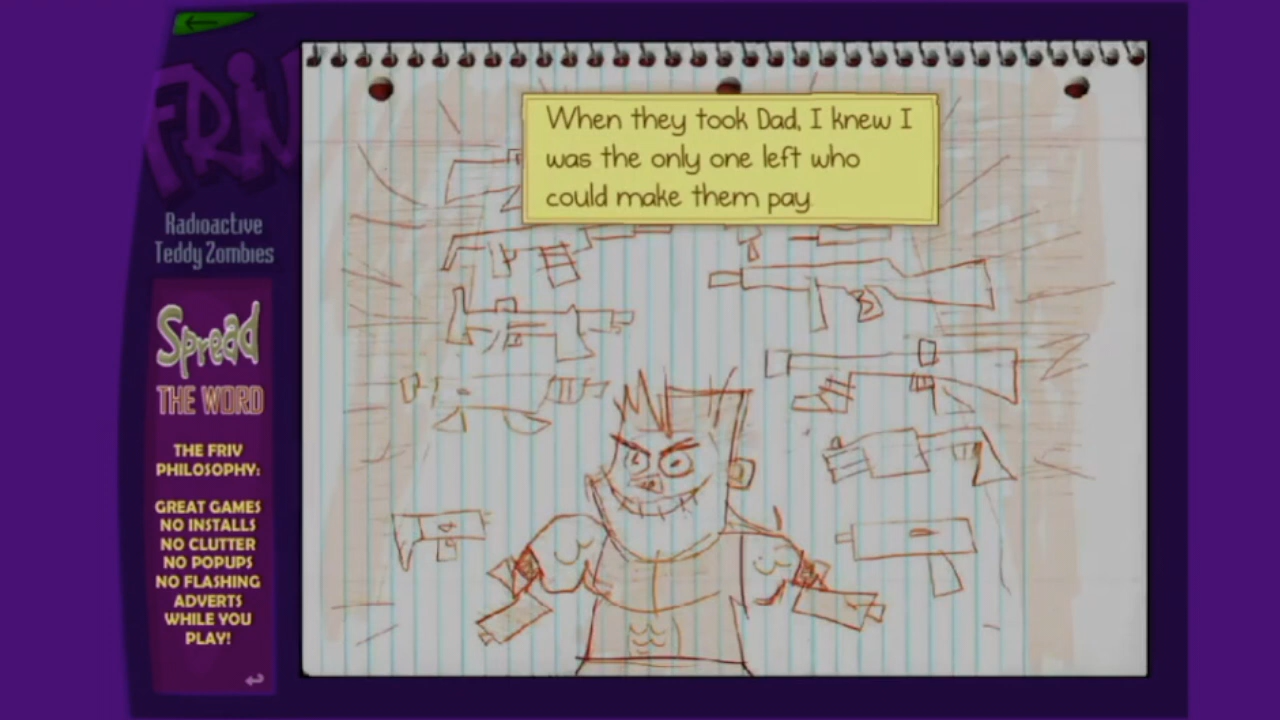 When they took Dad, I knew I
was the only one left who
could make them pay.
FRIV
Radioactive
Teddy Zombies
Spread
THE WORD
THE FRIV
PHILOSOPHY:
GREAT GAMES
NO INSTALLS
NO CLUTTER
NO POPUPS
NO FLASHING
ADVERTS
WHILE YOU
PLAY!